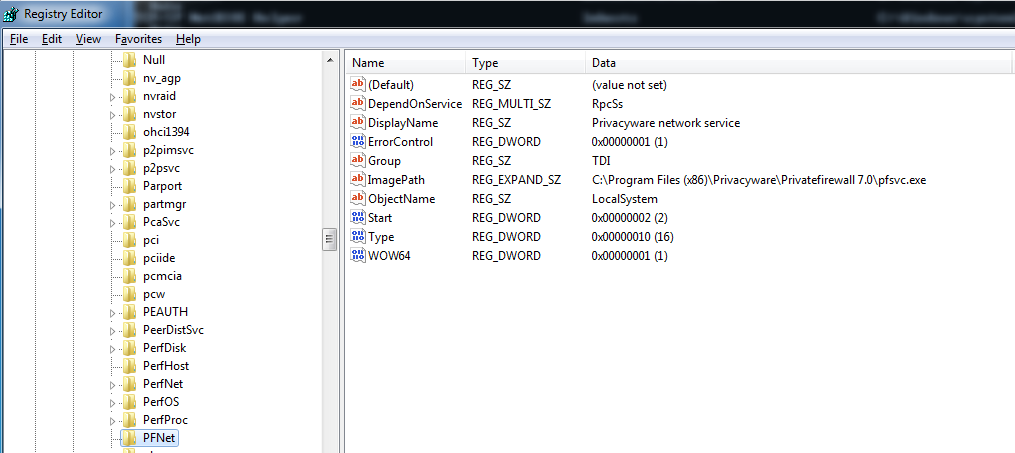 Registry Editor
File Edit View Favorites Help
Null
nv_agp
nvraid
nvstor
ohci1394
p2pimsvc
p2psvc
Parport
partmgr
PcaSvc
pci
pciide
pcmcia
pcw
PEAUTH
PeerDistSvc
PerfDisk
PerfHost
PerfNet
PerfOS
PerfProc
PFNet
Name Type Data
(Default) REG_SZ (value not set)
DependOnService REG_MULTI_SZ RpcSs
DisplayName REG_SZ Privacyware network service
ErrorControl REG_DWORD 0x00000001 (1)
Group REG_SZ TDI
ImagePath REG_EXPAND_SZ C:\Program Files (x86)\Privacyware\Privatefirewall 7.0\pfsvc.exe
ObjectName REG_SZ LocalSystem
Start REG_DWORD 0x00000002 (2)
Type REG_DWORD 0x00000010 (16)
WOW64 REG_DWORD 0x00000001 (1)